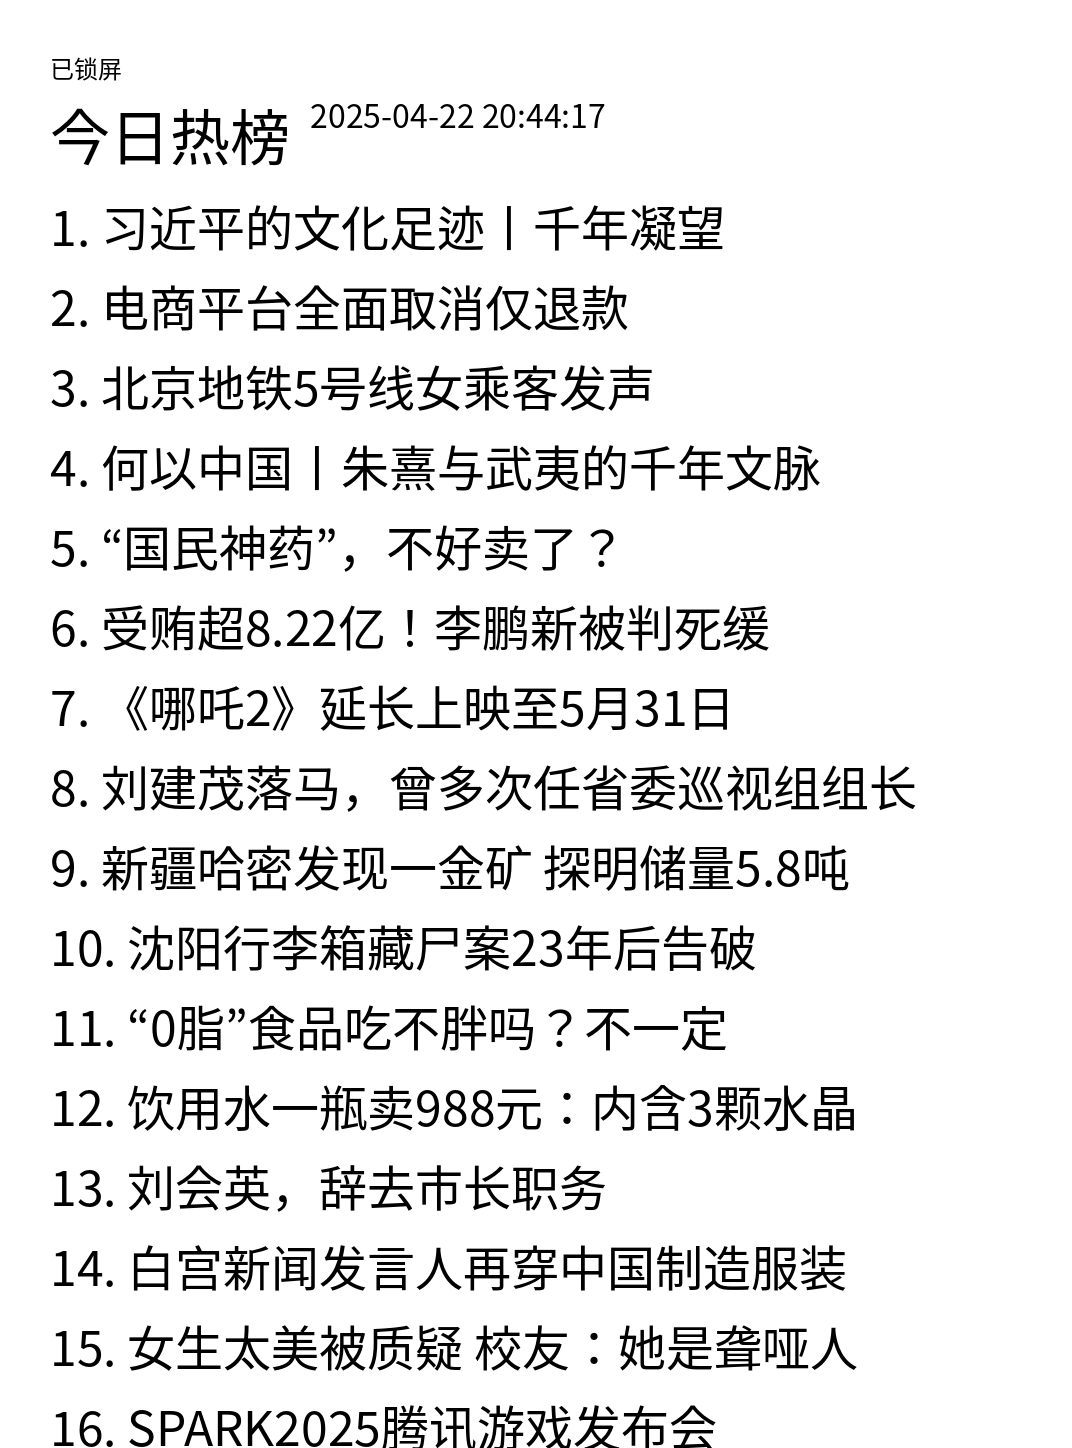 已锁屏
今日热榜 2025-04-22 20:44:17
1. 习近平的文化足迹丨千年凝望
2. 电商平台全面取消仅退款
3. 北京地铁5号线女乘客发声
4. 何以中国丨朱熹与武夷的千年文脉
5. “国民神药”，不好卖了？
6. 受贿超8.22亿！李鹏新被判死缓
7. 《哪吒2》延长上映至5月31日
8. 刘建茂落马，曾多次任省委巡视组组长
9. 新疆哈密发现一金矿 探明储量5.8吨
10. 沈阳行李箱藏尸案23年后告破
11. “0脂”食品吃不胖吗？不一定
12. 饮用水一瓶卖988元：内含3颗水晶
13. 刘会英，辞去市长职务
14. 白宫新闻发言人再穿中国制造服装
15. 女生太美被质疑 校友：她是聋哑人
16. SPARK2025腾讯游戏发布会